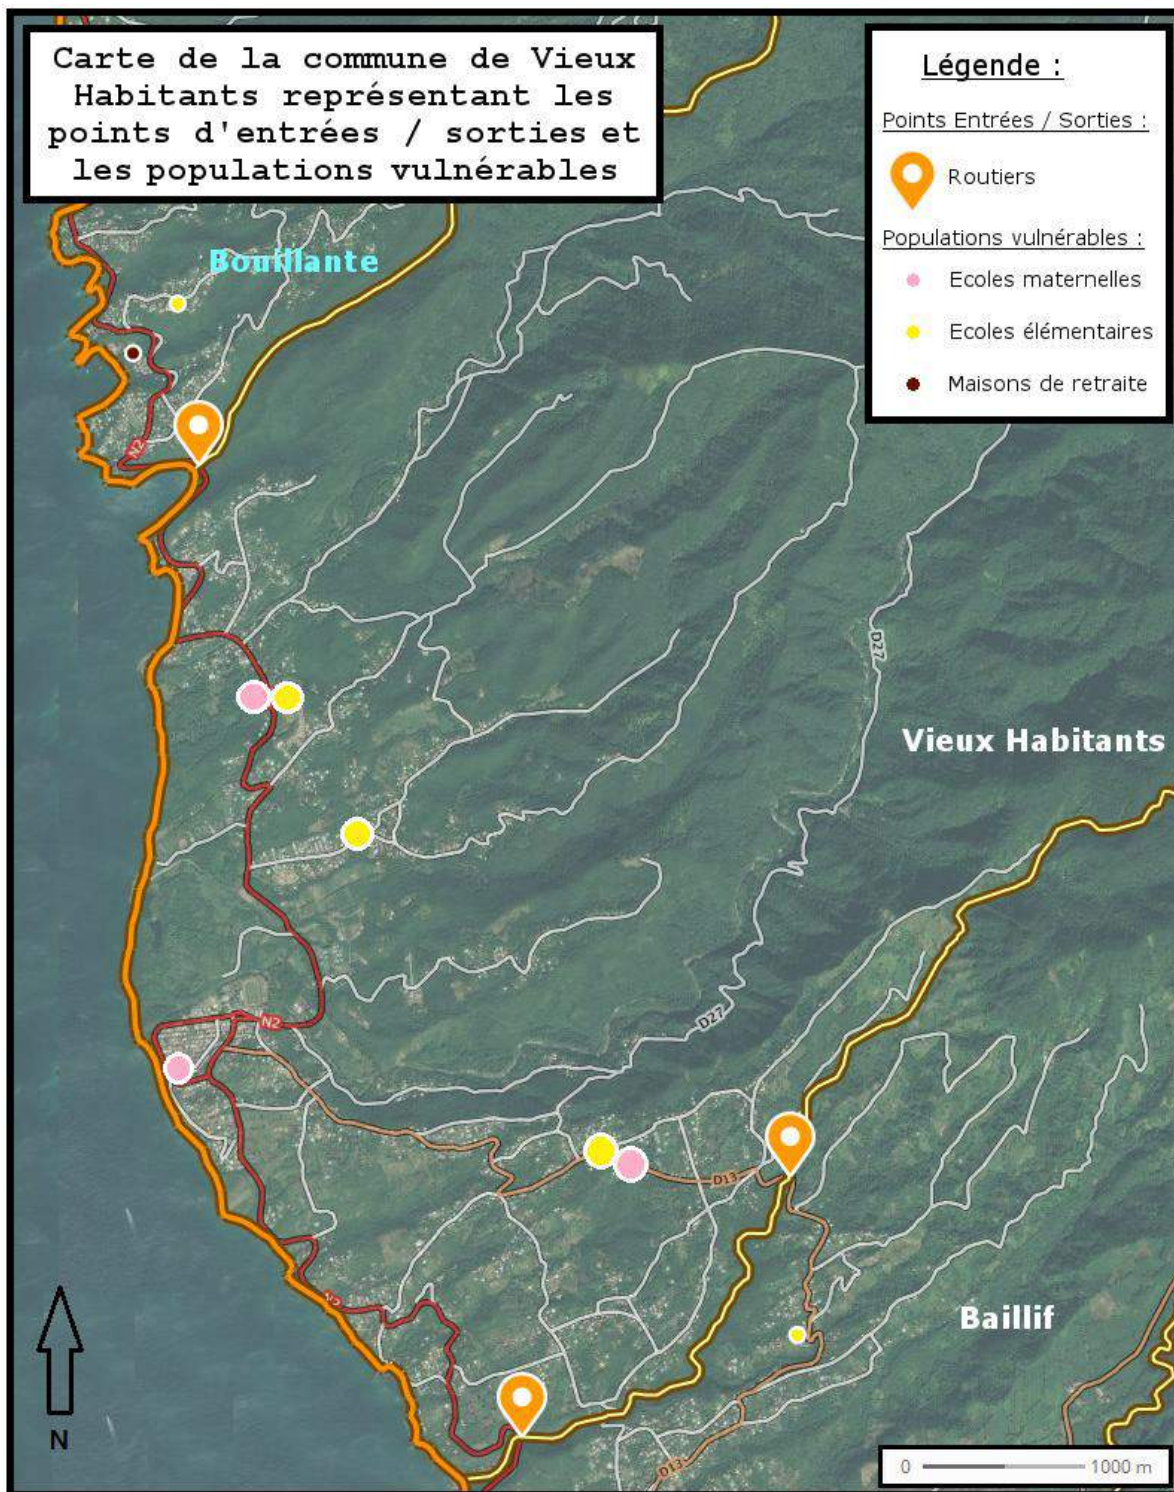 Carte de la commune de Vieux
Habitants représentant les
points d'entrées / sorties et
les populations vulnérables
Légende :
Points Entrées / Sorties :
Routiers
Populations vulnérables :
Ecoles maternelles
Ecoles élémentaires
Maisons de retraite
Bouillante
N2
D27
Vieux Habitants
D27
N2
D13
N2
Baillif
N
D13
0 1000 m